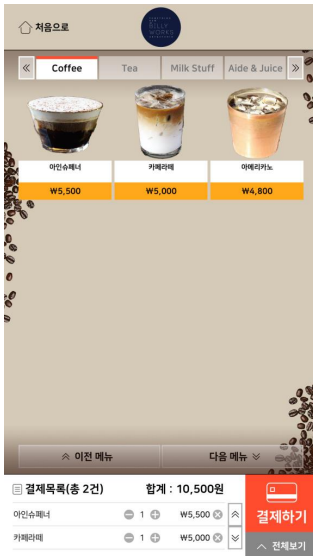 처음으로
BILLY
WORKS
Coffee
Tea
Milk Stuff
Aide & Juice
아인슈페너
카페라떼
아메리카노
₩5,500
₩5,000
₩4,800
이전 메뉴
다음 메뉴
결제목록(총 2건)
합계 : 10,500원
아인슈페너 1 ₩5,500
카페라떼 1 ₩5,000
결제하기
전체보기